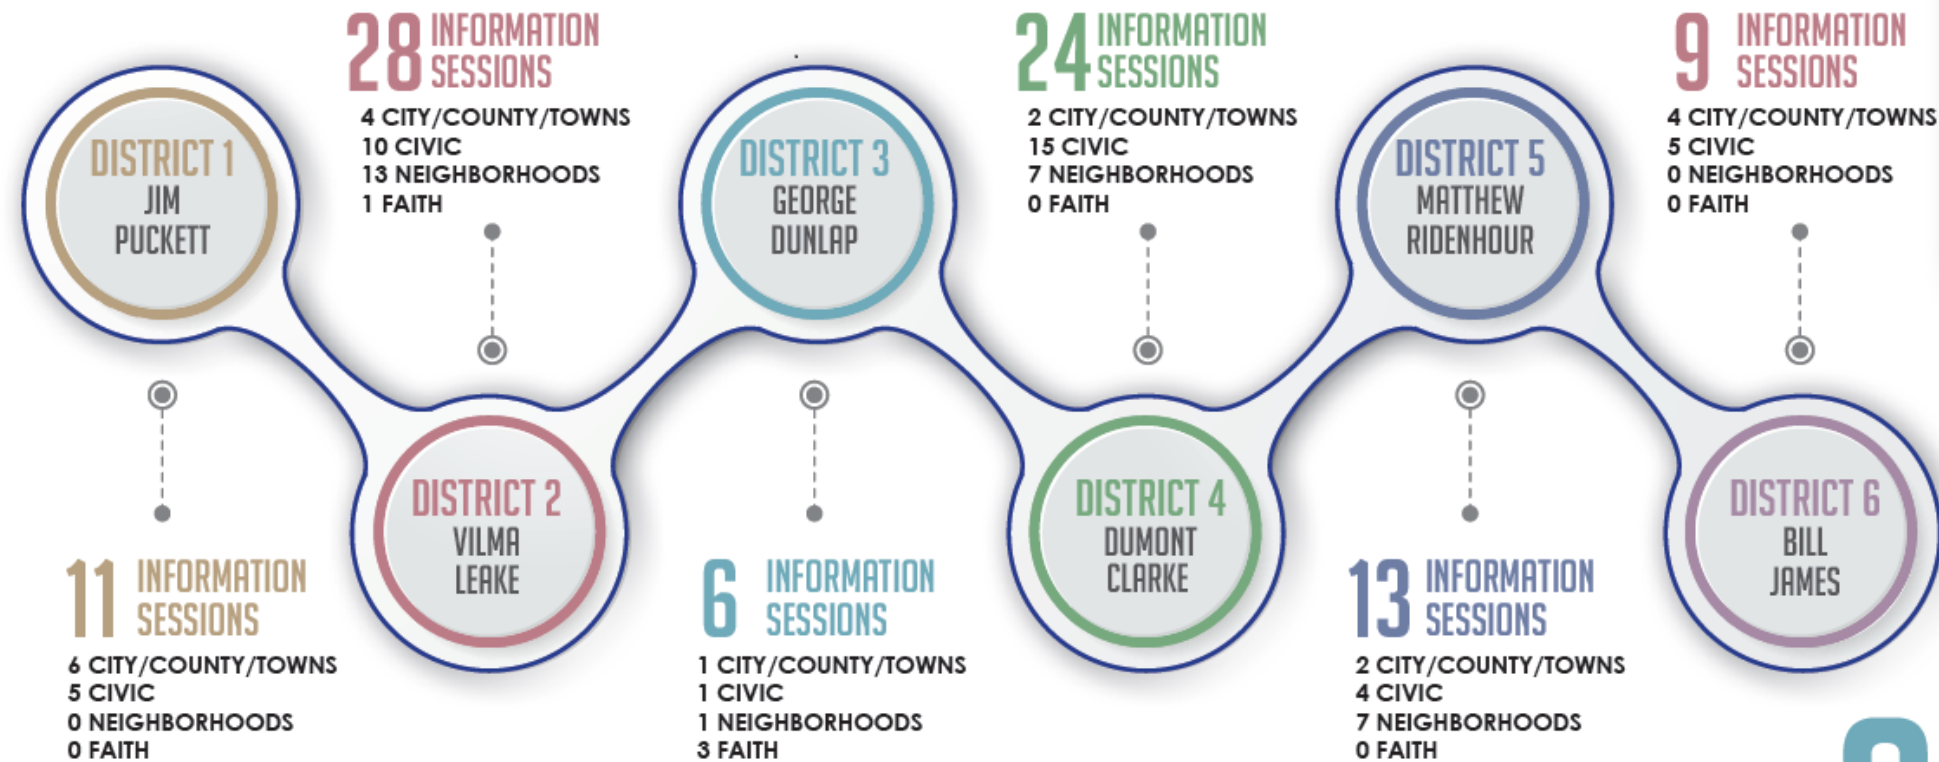 28 INFORMATION
SESSIONS
4 CITY/COUNTY/TOWNS
10 CIVIC
13 NEIGHBORHOODS
1 FAITH
24 INFORMATION
SESSIONS
2 CITY/COUNTY/TOWNS
15 CIVIC
7 NEIGHBORHOODS
0 FAITH
9 INFORMATION
SESSIONS
4 CITY/COUNTY/TOWNS
5 CIVIC
0 NEIGHBORHOODS
0 FAITH
DISTRICT 1
JIM
PUCKETT
DISTRICT 3
GEORGE
DUNLAP
DISTRICT 5
MATTHEW
RIDENHOUR
DISTRICT 2
VILMA
LEAKE
DISTRICT 4
DUMONT
CLARKE
DISTRICT 6
BILL
JAMES
11 INFORMATION
SESSIONS
6 CITY/COUNTY/TOWNS
5 CIVIC
0 NEIGHBORHOODS
0 FAITH
6 INFORMATION
SESSIONS
1 CITY/COUNTY/TOWNS
1 CIVIC
1 NEIGHBORHOODS
3 FAITH
13 INFORMATION
SESSIONS
2 CITY/COUNTY/TOWNS
4 CIVIC
7 NEIGHBORHOODS
0 FAITH